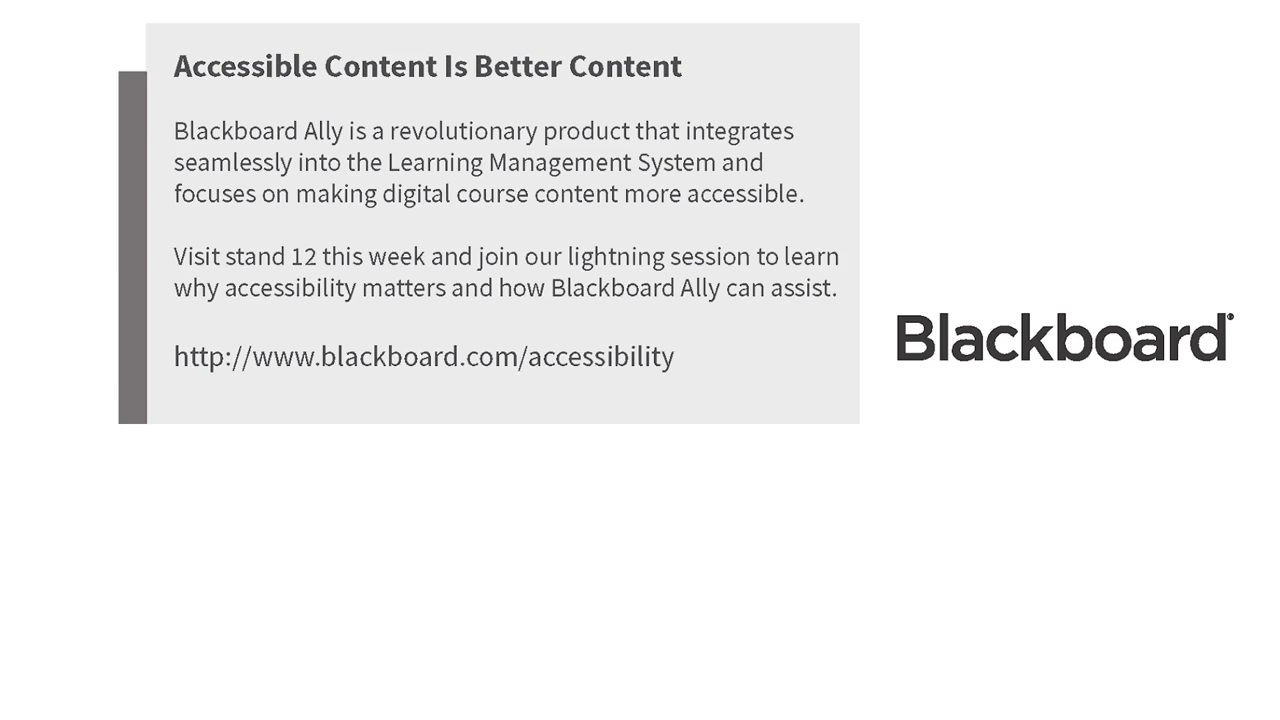 Accessible Content Is Better Content
Blackboard Ally is a revolutionary product that integrates
seamlessly into the Learning Management System and
focuses on making digital course content more accessible.
Visit stand 12 this week and join our lightning session to learn
why accessibility matters and how Blackboard Ally can assist.
http://www.blackboard.com/accessibility
Blackboard®